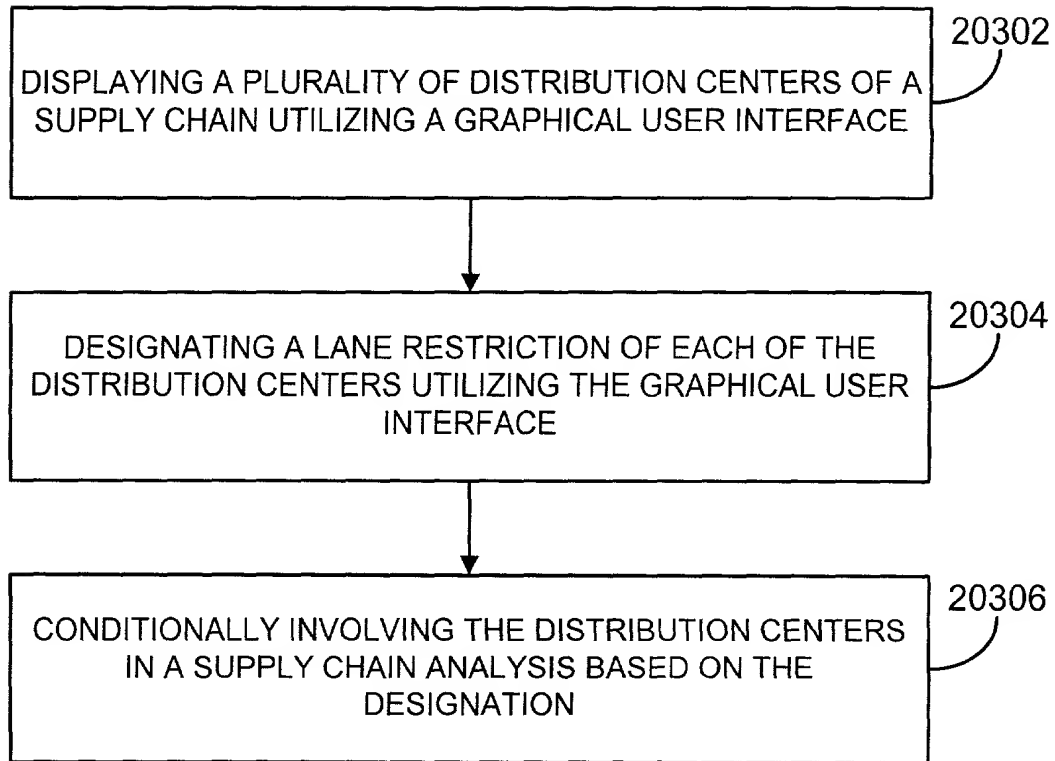 20302
DISPLAYING A PLURALITY OF DISTRIBUTION CENTERS OF A
SUPPLY CHAIN UTILIZING A GRAPHICAL USER INTERFACE
20304
DESIGNATING A LANE RESTRICTION OF EACH OF THE
DISTRIBUTION CENTERS UTILIZING THE GRAPHICAL USER
INTERFACE
20306
CONDITIONALLY INVOLVING THE DISTRIBUTION CENTERS
IN A SUPPLY CHAIN ANALYSIS BASED ON THE
DESIGNATION